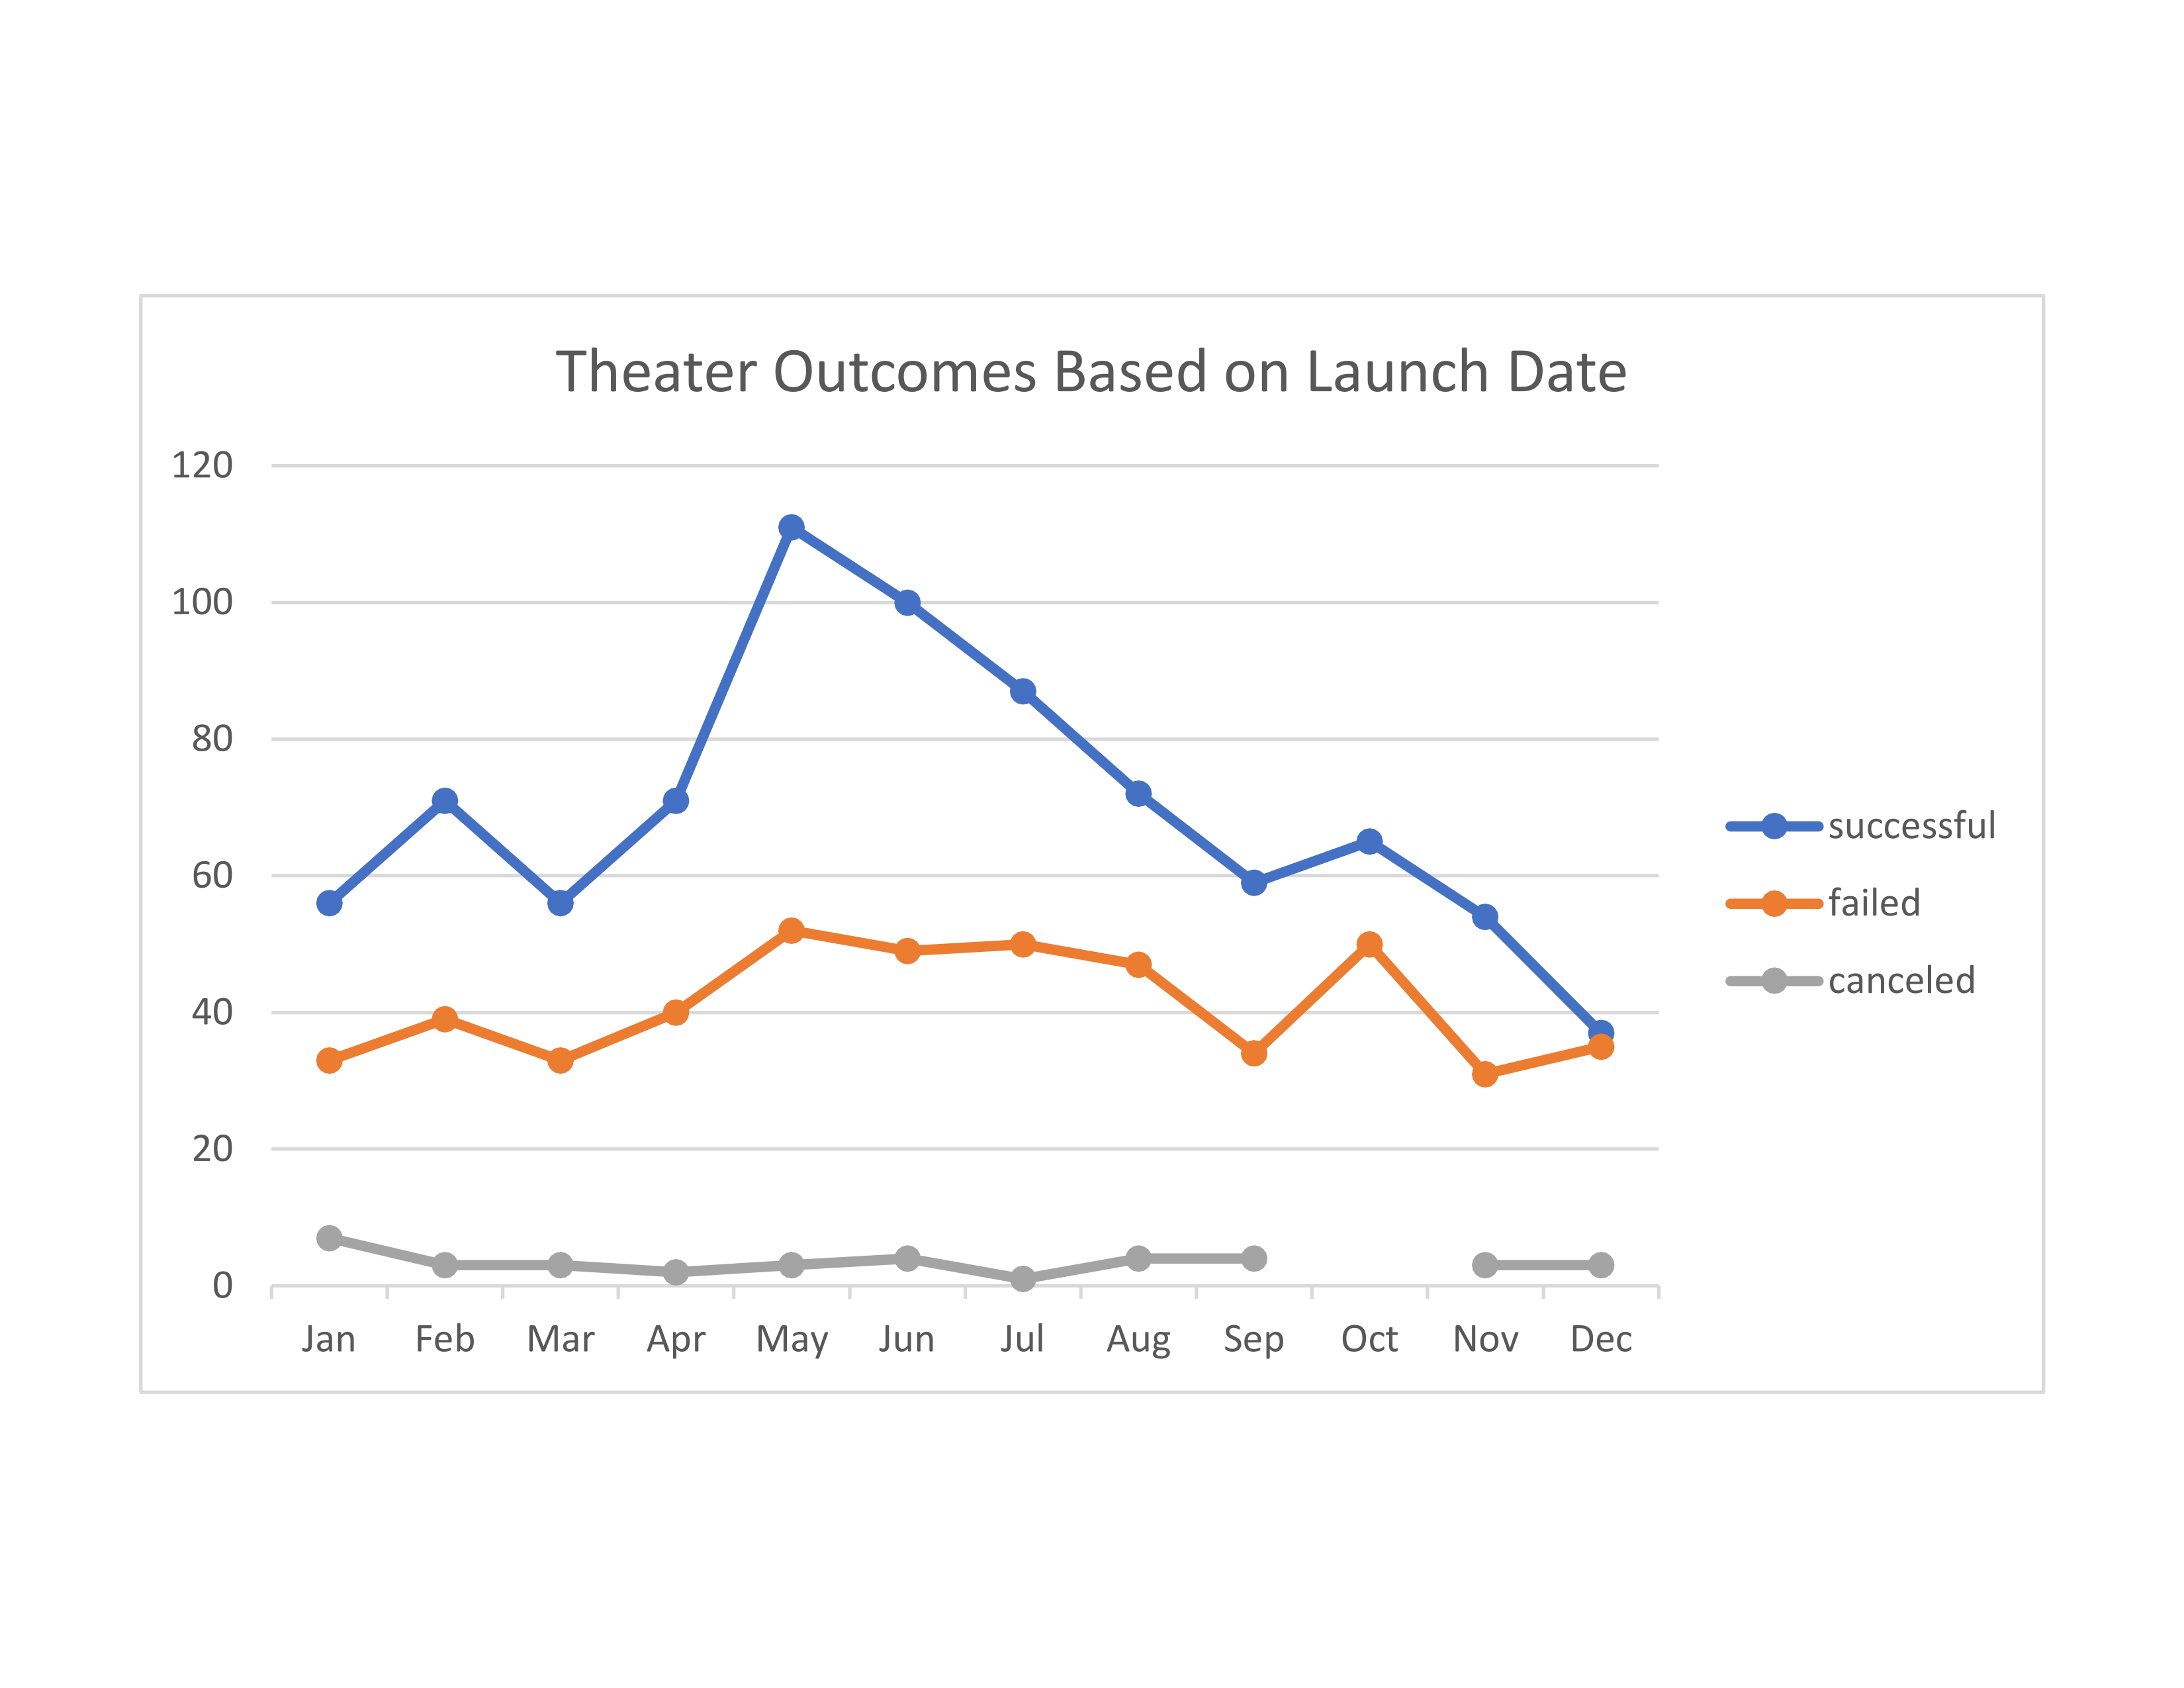 Theater Outcomes Based on Launch Date
120
100
80
60
40
20
0
Jan Feb Mar Apr May Jun Jul Aug Sep Oct Nov Dec
successful
failed
canceled